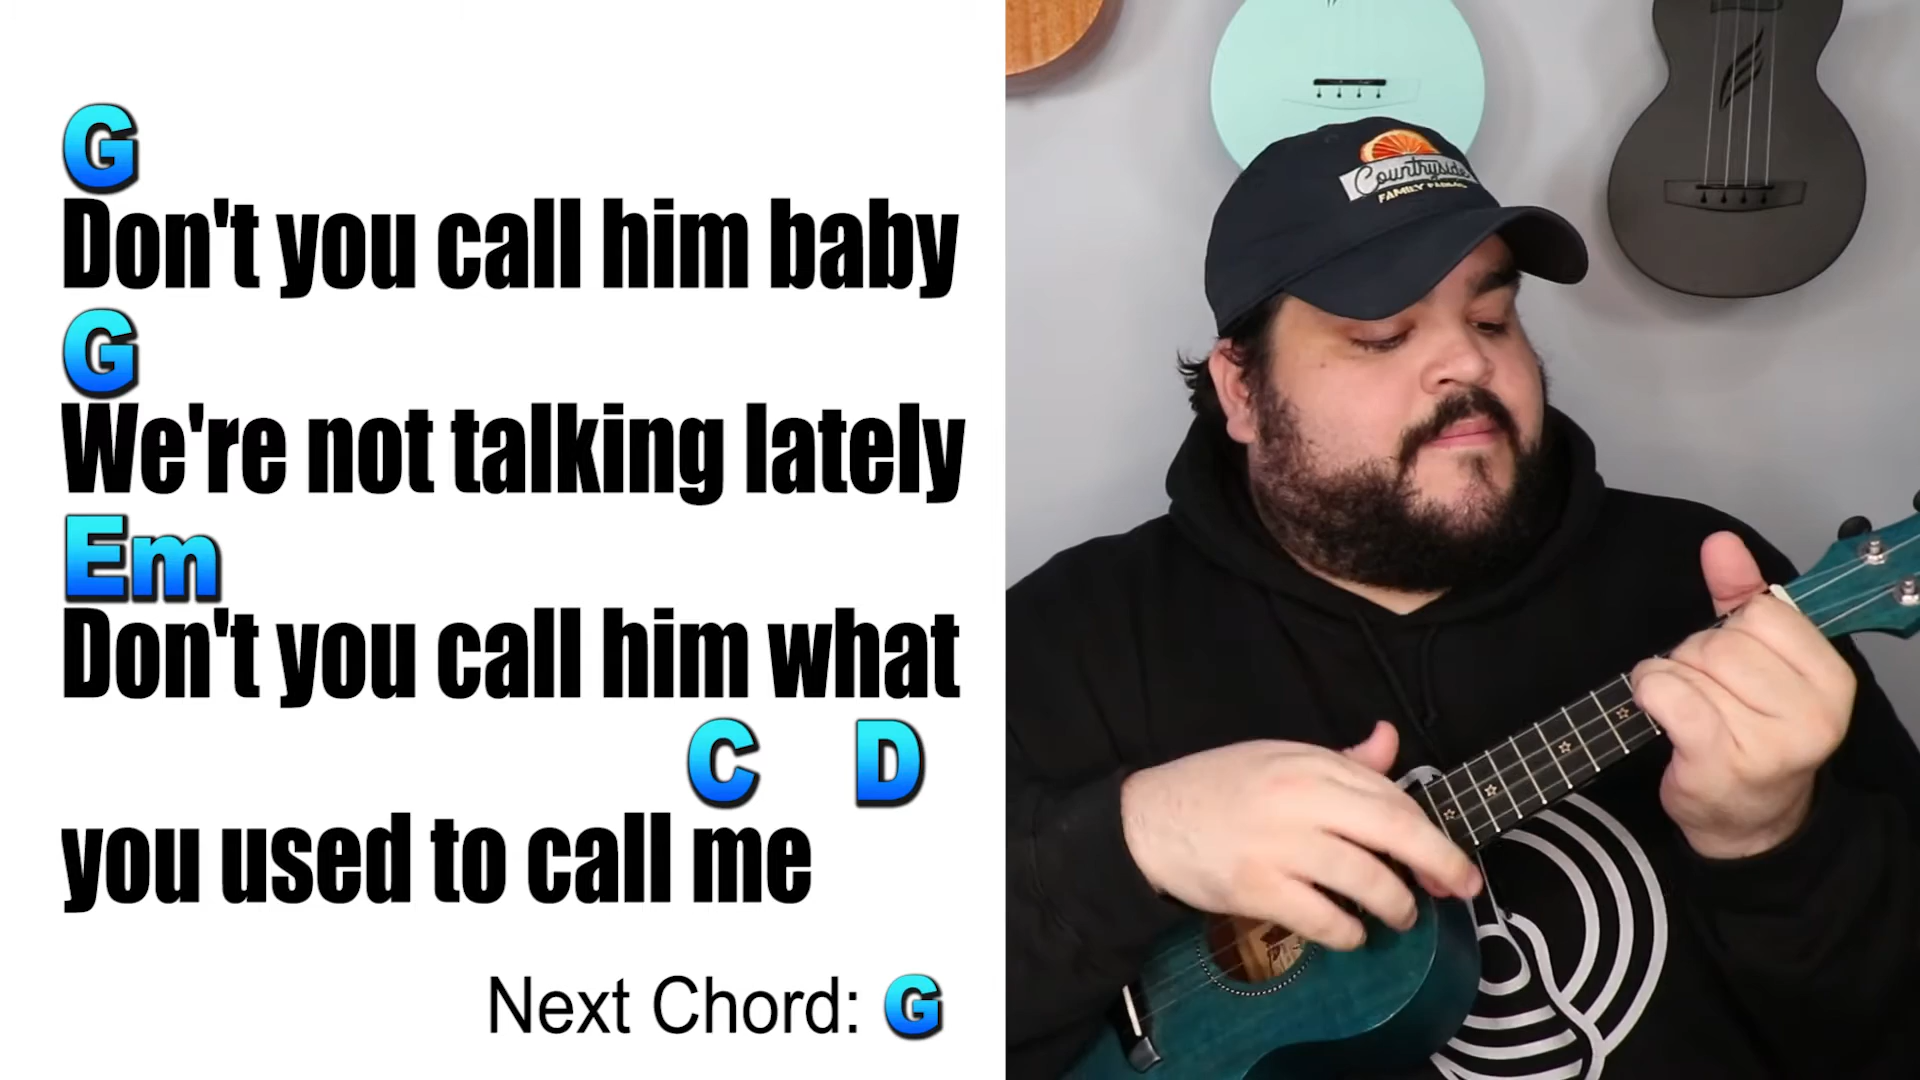 G
Don't you call him baby
G
We're not talking lately
Em
Don't you call him what
C D
you used to call me
Next Chord: G
Countryside
FAMILY